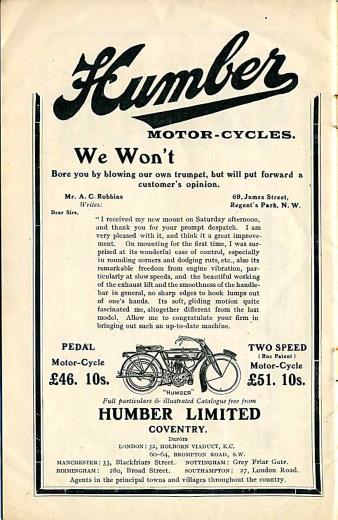 Humber
MOTOR-CYCLES.
We Won't
Bore you by blowing our own trumpet, but will put forward a
customer's opinion.
Mr. A. C. Robbins
Writes:
69, James Street,
Regent's Park, N. W.
Dear Sirs,
"I received my new mount on Saturday afternoon,
and thank you for your prompt despatch. I am
very pleased with it, and think it a great improve-
ment. On mounting for the first time, I was sur-
prised at its wonderful ease of control, especially
in rounding corners and dodging ruts, etc., also its
remarkable freedom from engine vibration, par-
ticularly at slow speeds, and the beautiful working
of the exhaust lift and the smoothness of the handle-
bar in general, no sharp edges to hook lumps out
of one's hands. Its soft, gliding motion quite
fascinated me, altogether different from the last
model. Allow me to congratulate your firm in
bringing out such an up-to-date machine.
PEDAL
Motor-Cycle
£46. 10s.
"HUMBER"
TWO SPEED
(Roc Patent)
Motor-Cycle
£51. 10s.
Full particulars & illustrated Catalogue free from
HUMBER LIMITED
COVENTRY.
DEPÔTS
LONDON: 32, HOLBORN VIADUCT, E.C.
60-64, BROMPTON ROAD, S.W.
MANCHESTER: 33, Blackfriars Street. NOTTINGHAM: Grey Friar Gate.
BIRMINGHAM: 280, Broad Street. SOUTHAMPTON: 27, London Road.
Agents in the principal towns and villages throughout the country.